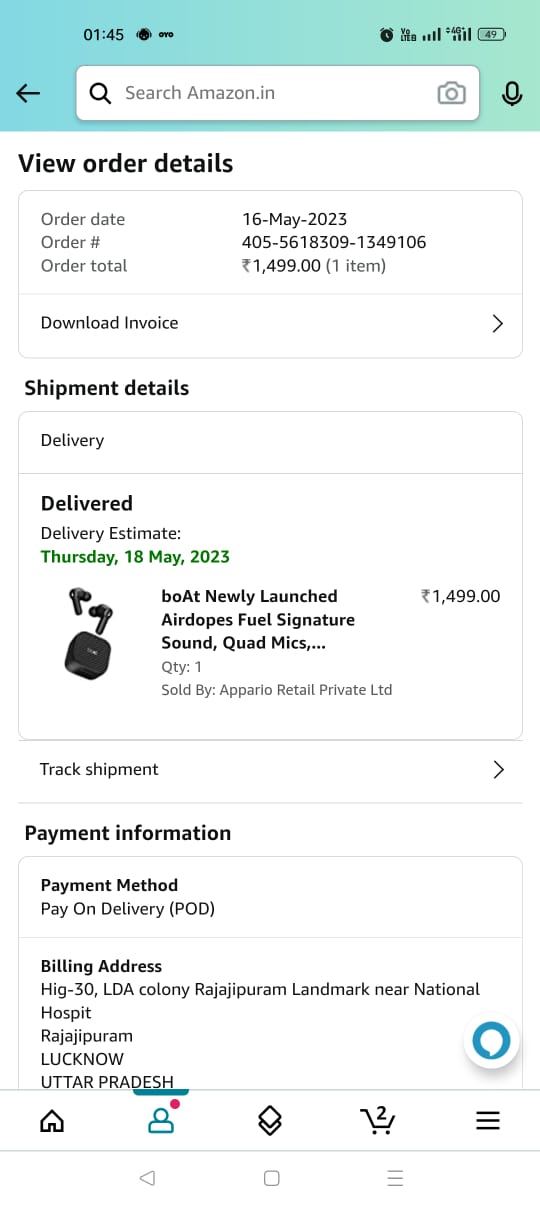 01:45 OYO Vo LTE 4G 49
Search Amazon.in
View order details
Order date 16-May-2023
Order # 405-5618309-1349106
Order total ₹1,499.00 (1 item)
Download Invoice
Shipment details
Delivery
Delivered
Delivery Estimate:
Thursday, 18 May, 2023
boAt Newly Launched ₹1,499.00
Airdopes Fuel Signature
Sound, Quad Mics,...
Qty: 1
Sold By: Appario Retail Private Ltd
Track shipment
Payment information
Payment Method
Pay On Delivery (POD)
Billing Address
Hig-30, LDA colony Rajajipuram Landmark near National
Hospit
Rajajipuram
LUCKNOW
UTTAR PRADESH
2